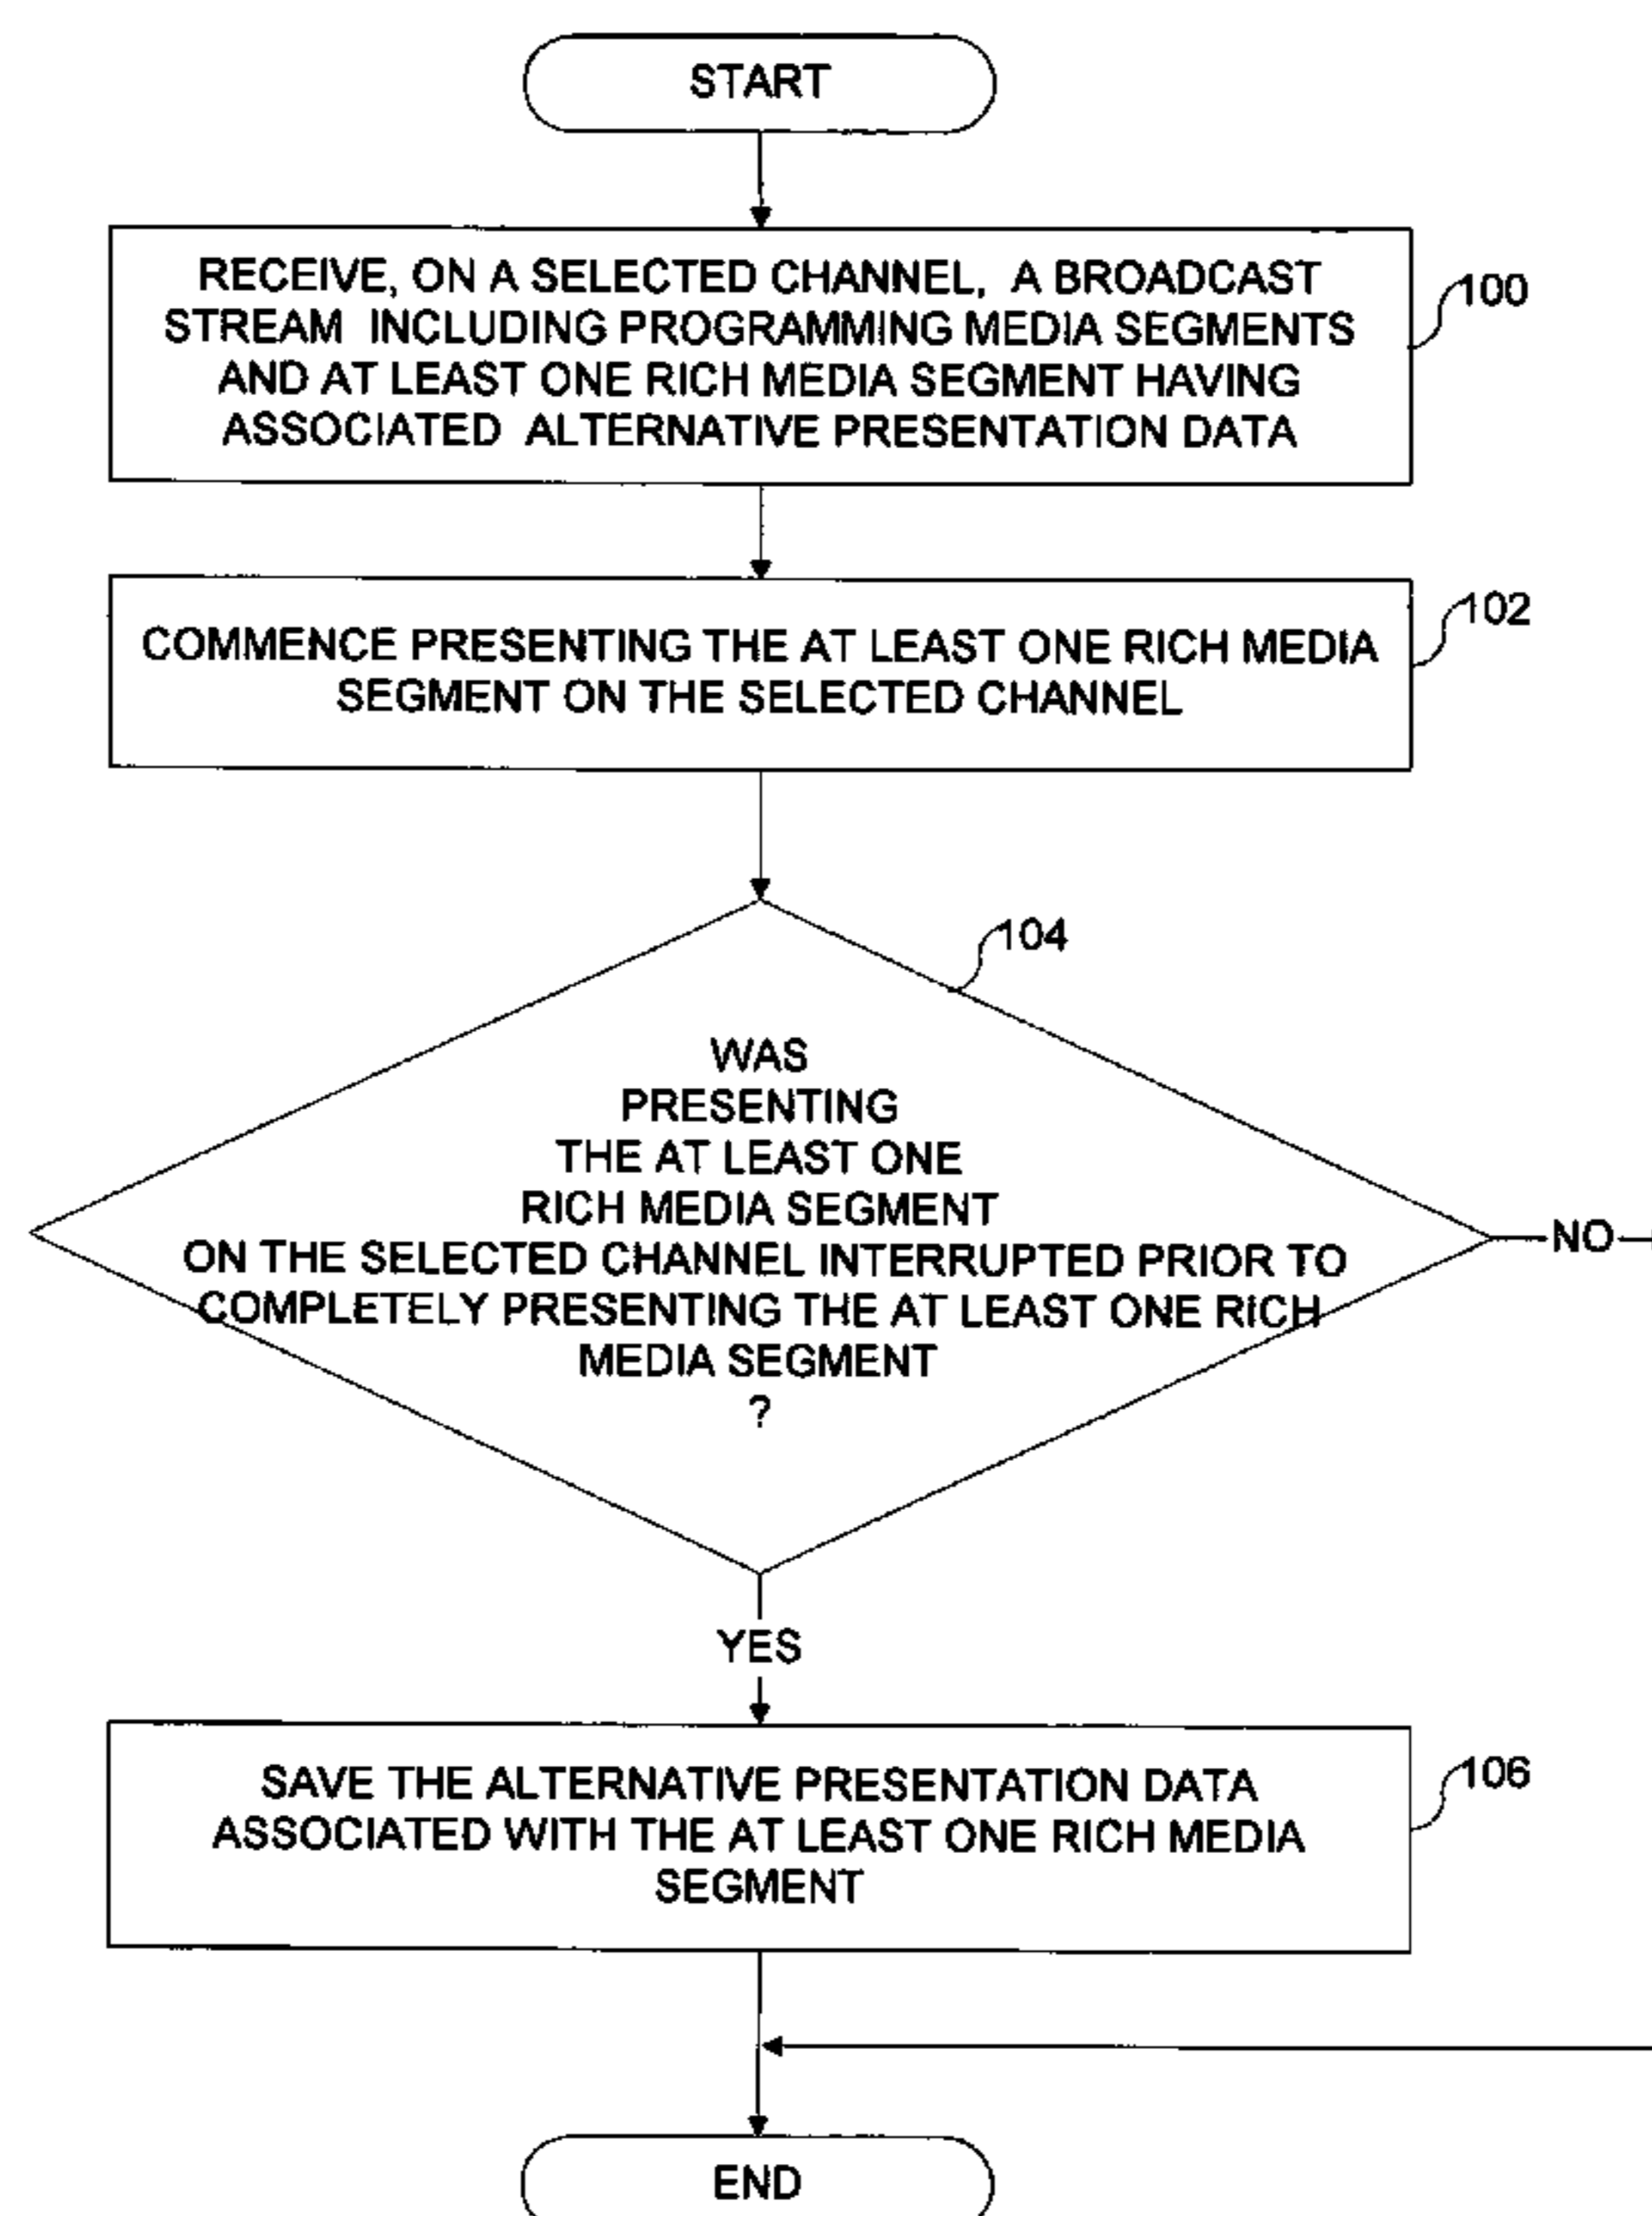 START
RECEIVE, ON A SELECTED CHANNEL, A BROADCAST
STREAM INCLUDING PROGRAMMING MEDIA SEGMENTS
AND AT LEAST ONE RICH MEDIA SEGMENT HAVING
ASSOCIATED ALTERNATIVE PRESENTATION DATA
100
COMMENCE PRESENTING THE AT LEAST ONE RICH MEDIA
SEGMENT ON THE SELECTED CHANNEL
102
104
WAS
PRESENTING
THE AT LEAST ONE
RICH MEDIA SEGMENT
ON THE SELECTED CHANNEL INTERRUPTED PRIOR TO
COMPLETELY PRESENTING THE AT LEAST ONE RICH
MEDIA SEGMENT
?
NO
YES
SAVE THE ALTERNATIVE PRESENTATION DATA
ASSOCIATED WITH THE AT LEAST ONE RICH MEDIA
SEGMENT
106
END